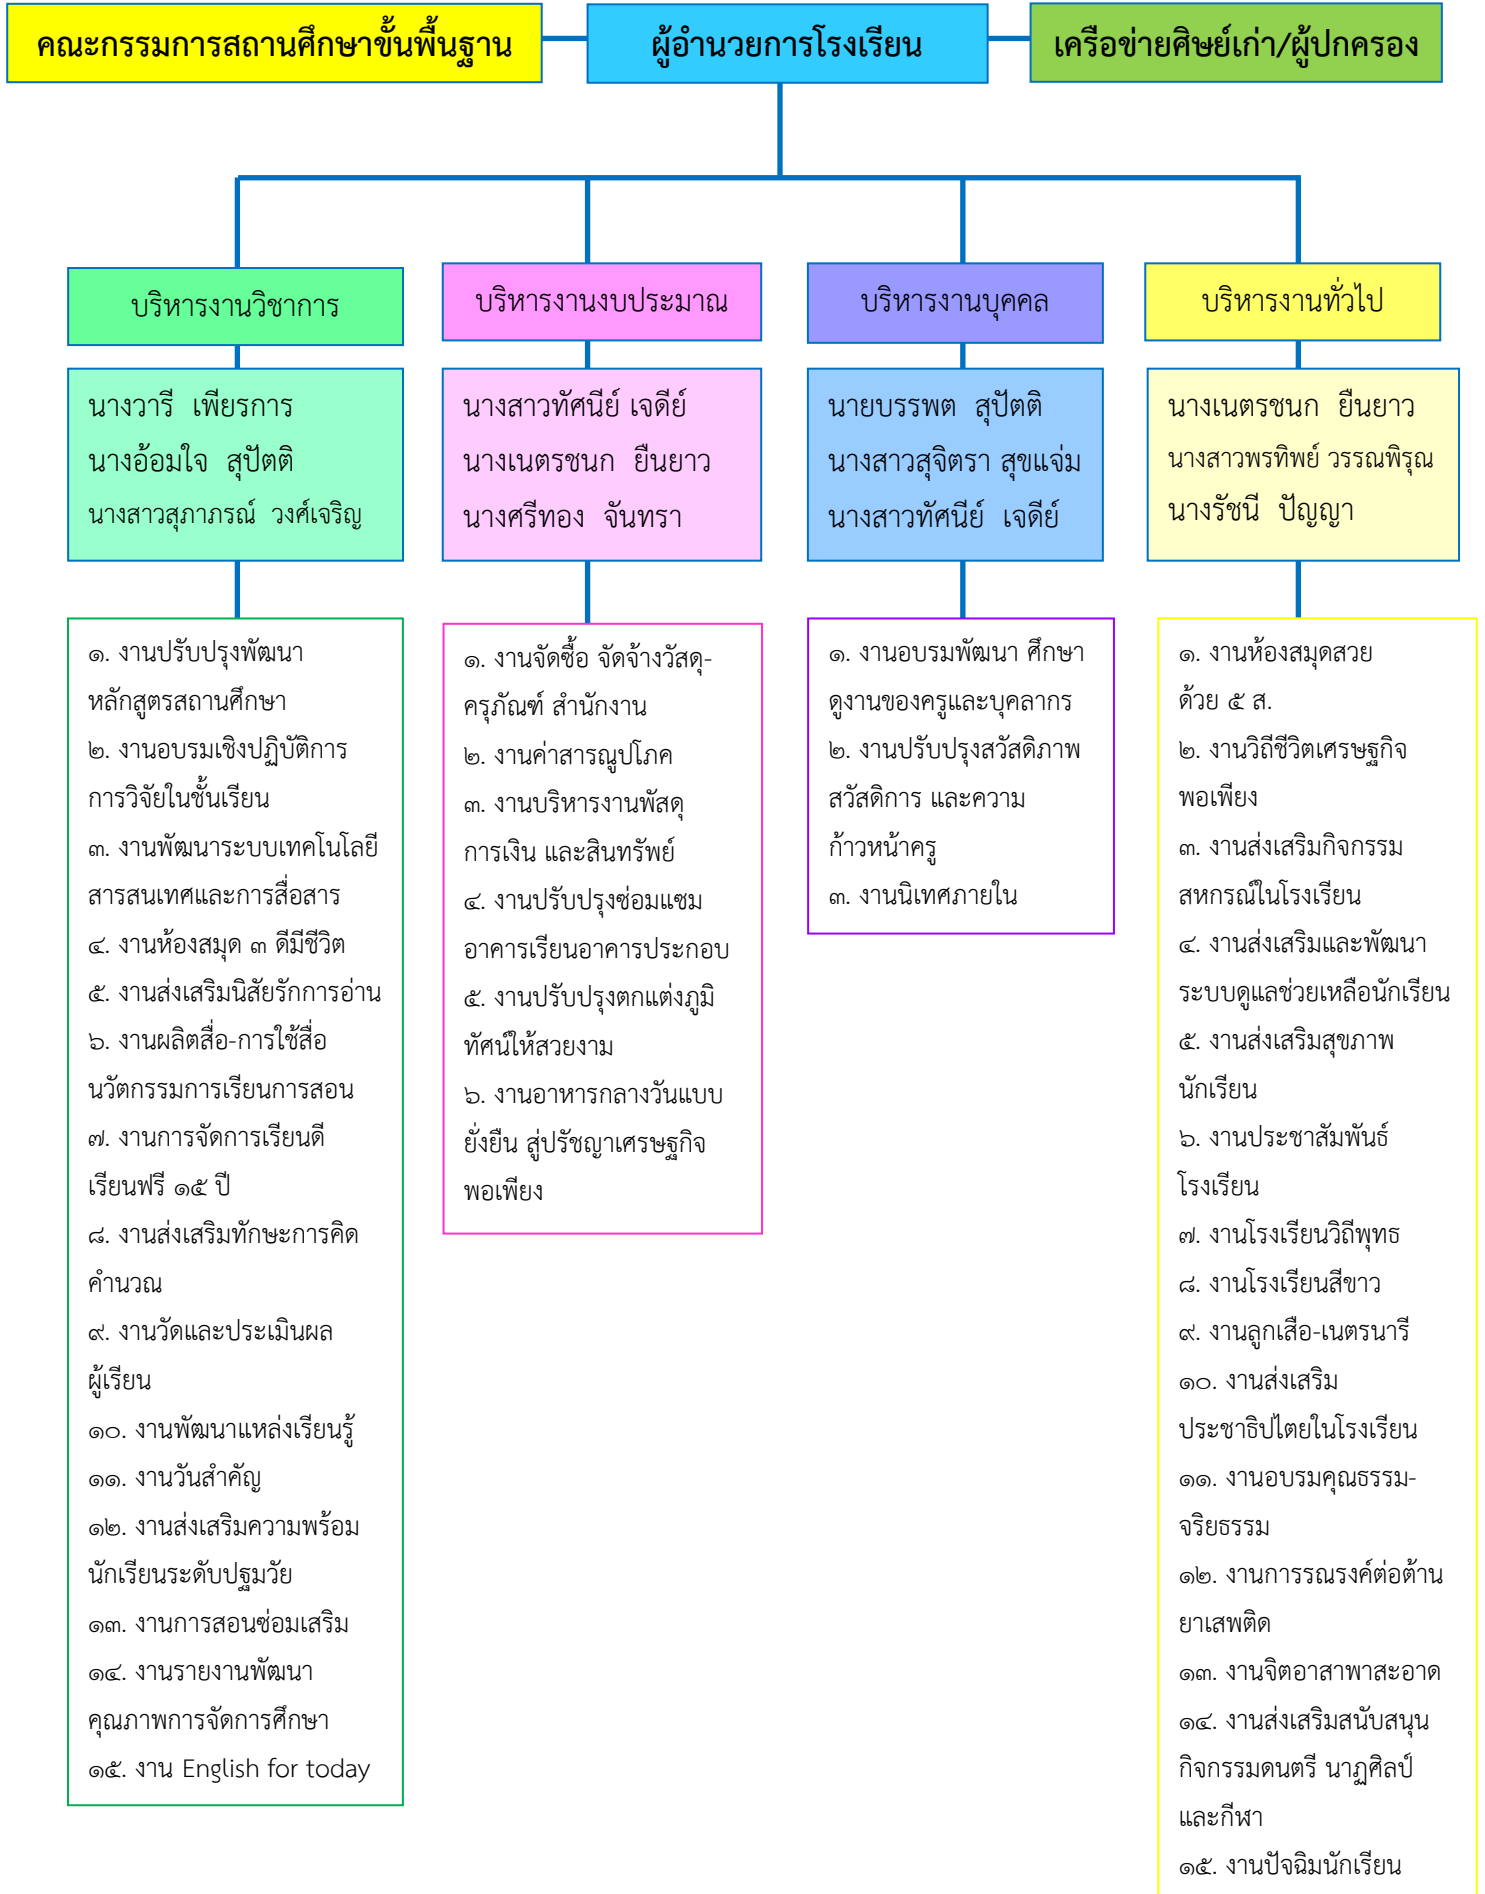 คณะกรรมการสถานศึกษาขั้นพื้นฐาน
ผู้อำนวยการโรงเรียน
เครือข่ายศิษย์เก่า/ผู้ปกครอง
บริหารงานวิชาการ
นางวารี เพียรการ
นางอ้อมใจ สุปัตติ
นางสาวสุภาภรณ์ วงศ์เจริญ
๑. งานปรับปรุงพัฒนา
หลักสูตรสถานศึกษา
๒. งานอบรมเชิงปฏิบัติการ
การวิจัยในชั้นเรียน
๓. งานพัฒนาระบบเทคโนโลยี
สารสนเทศและการสื่อสาร
๔. งานห้องสมุด ๓ ดีมีชีวิต
๕. งานส่งเสริมนิสัยรักการอ่าน
๖. งานผลิตสื่อ-การใช้สื่อ
นวัตกรรมการเรียนการสอน
๗. งานการจัดการเรียนดี
เรียนฟรี ๑๕ ปี
๘. งานส่งเสริมทักษะการคิด
คำนวณ
๙. งานวัดและประเมินผล
ผู้เรียน
๑๐. งานพัฒนาแหล่งเรียนรู้
๑๑. งานวันสำคัญ
๑๒. งานส่งเสริมความพร้อม
นักเรียนระดับปฐมวัย
๑๓. งานการสอนซ่อมเสริม
๑๔. งานรายงานพัฒนา
คุณภาพการจัดการศึกษา
๑๕. งาน English for today
บริหารงานงบประมาณ
นางสาวทัศนีย์ เจดีย์
นางเนตรชนก ยืนยาว
นางศรีทอง จันทรา
๑. งานจัดซื้อ จัดจ้างวัสดุ-
ครุภัณฑ์ สำนักงาน
๒. งานค่าสารณูปโภค
๓. งานบริหารงานพัสดุ
การเงิน และสินทรัพย์
๔. งานปรับปรุงซ่อมแซม
อาคารเรียนอาคารประกอบ
๕. งานปรับปรุงตกแต่งภูมิ
ทัศน์ให้สวยงาม
๖. งานอาหารกลางวันแบบ
ยั่งยืน สู่ปรัชญาเศรษฐกิจ
พอเพียง
บริหารงานบุคคล
นายบรรพต สุปัตติ
นางสาวสุจิตรา สุขแจ่ม
นางสาวทัศนีย์ เจดีย์
๑. งานอบรมพัฒนา ศึกษา
ดูงานของครูและบุคลากร
๒. งานปรับปรุงสวัสดิภาพ
สวัสดิการ และความ
ก้าวหน้าครู
๓. งานนิเทศภายใน
บริหารงานทั่วไป
นางเนตรชนก ยืนยาว
นางสาวพรทิพย์ วรรณพิรุณ
นางรัชนี ปัญญา
๑. งานห้องสมุดสวย
ด้วย ๕ ส.
๒. งานวิถีชีวิตเศรษฐกิจ
พอเพียง
๓. งานส่งเสริมกิจกรรม
สหกรณ์ในโรงเรียน
๔. งานส่งเสริมและพัฒนา
ระบบดูแลช่วยเหลือนักเรียน
๕. งานส่งเสริมสุขภาพ
นักเรียน
๖. งานประชาสัมพันธ์
โรงเรียน
๗. งานโรงเรียนวิถีพุทธ
๘. งานโรงเรียนสีขาว
๙. งานลูกเสือ-เนตรนารี
๑๐. งานส่งเสริม
ประชาธิปไตยในโรงเรียน
๑๑. งานอบรมคุณธรรม-
จริยธรรม
๑๒. งานการรณรงค์ต่อต้าน
ยาเสพติด
๑๓. งานจิตอาสาพาสะอาด
๑๔. งานส่งเสริมสนับสนุน
กิจกรรมดนตรี นาฏศิลป์
และกีฬา
๑๕. งานปัจฉิมนักเรียน